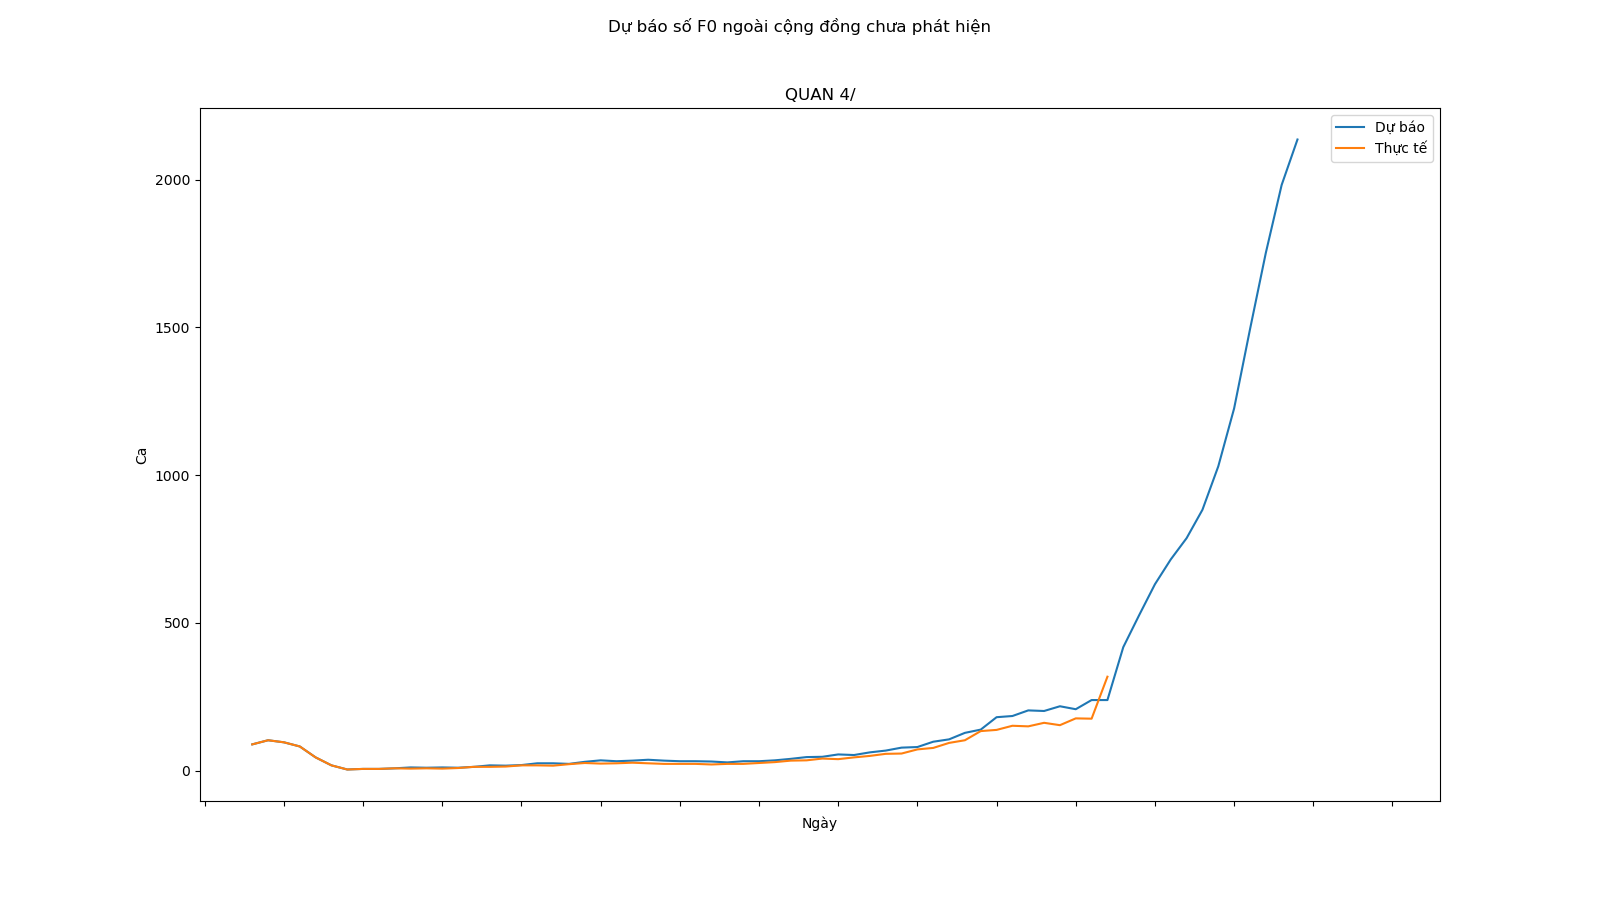 Dự báo số F0 ngoài cộng đồng chưa phát hiện
QUAN 4/
Dự báo
Thực tế
2000
1500
1000
500
0
Ca
Ngày